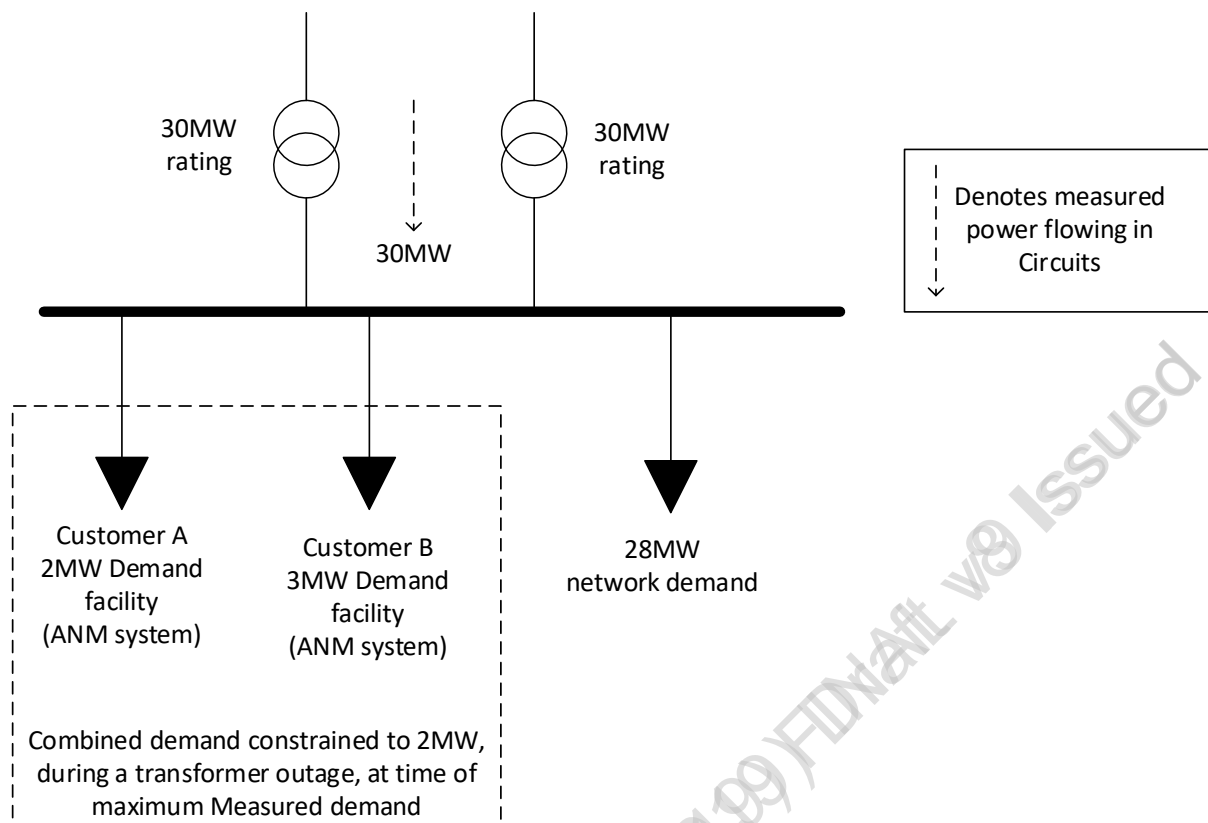 30MW
rating
30MW
30MW
rating
Denotes measured
power flowing in
Circuits
Customer A
2MW Demand
facility
(ANM system)
Customer B
3MW Demand
facility
(ANM system)
28MW
network demand
Combined demand constrained to 2MW,
during a transformer outage, at time of
maximum Measured demand
Issued